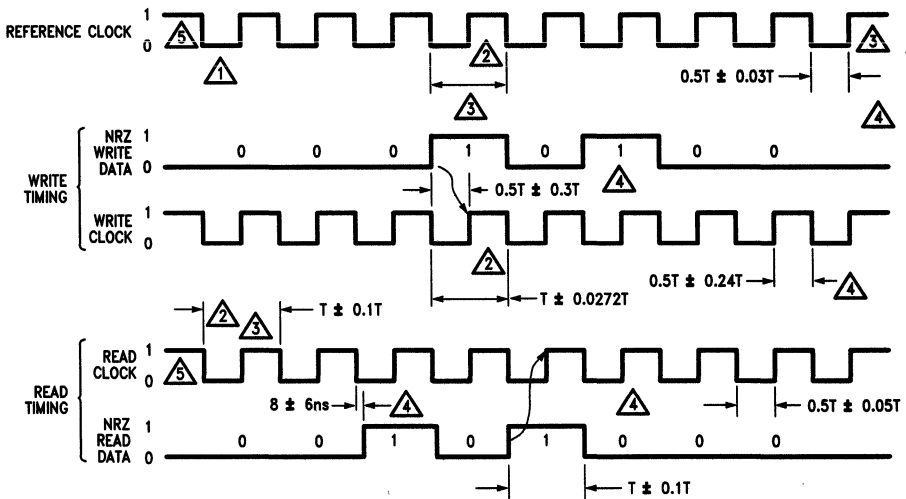 REFERENCE CLOCK 1 0
5 1 2 3 3
0.5T ± 0.03T
4
WRITE TIMING
NRZ WRITE DATA 1 0
0 0 0 1 0 1 0 0
4
0.5T ± 0.3T
WRITE CLOCK 1 0
2
T ± 0.0272T
0.5T ± 0.24T
4
2 3
T ± 0.1T
READ TIMING
READ CLOCK 1 0
5
8 ± 6ns
4 4
0.5T ± 0.05T
NRZ READ DATA 1 0
0 0 1 0 1 0 0 0
T ± 0.1T